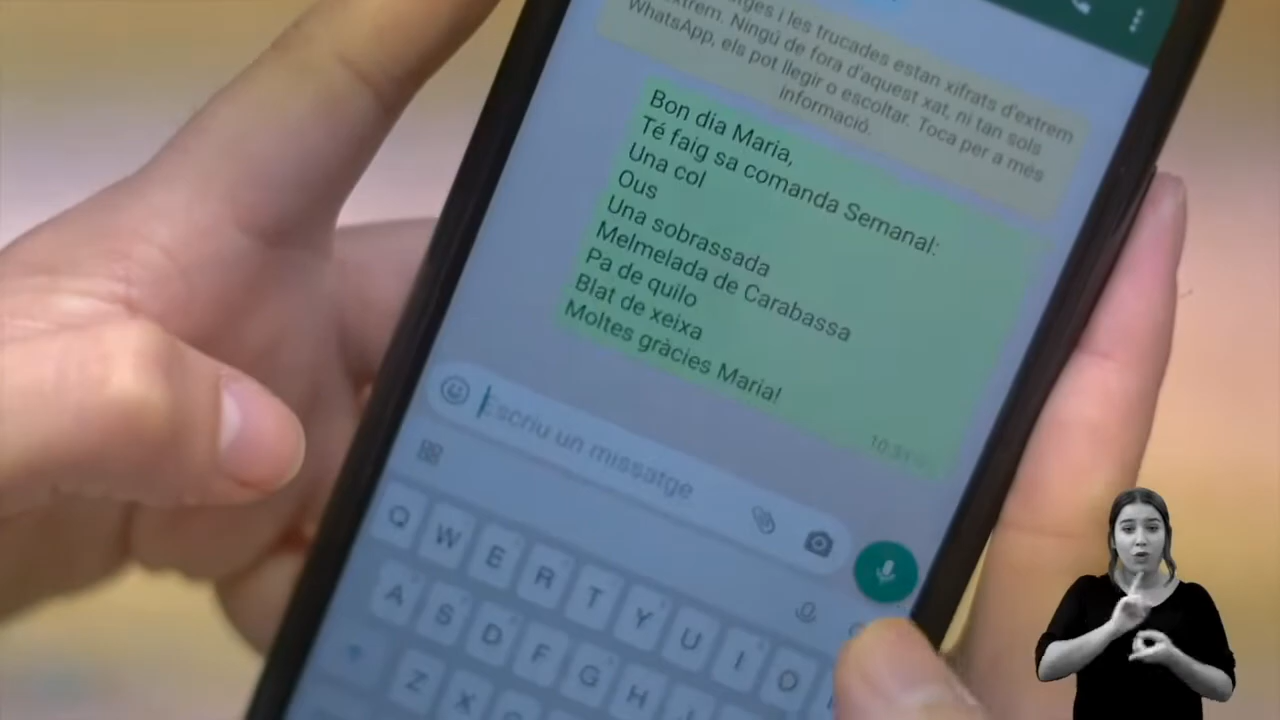 i les trucades estan xifrats d'extrem
extrem. Ningú de fora d'aquest xat, ni tan sols
WhatsApp, els pot llegir o escoltar. Toca per a més
informació.
Bon dia Maria,
Té faig sa comanda Semanal:
Una col
Ous
Una sobrassada
Melmelada de Carabassa
Pa de quilo
Blat de xeixa
Moltes gràcies Maria!
Escriu un missatge
Q W E R T Y U I O
A S D F G H
Z X